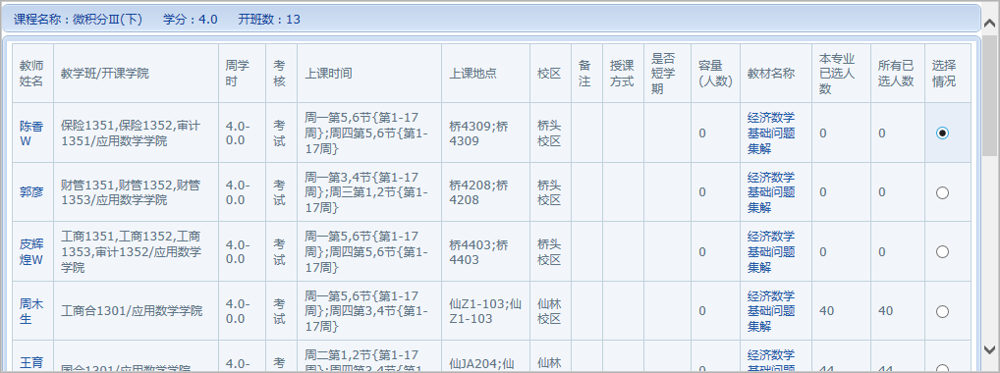 课程名称：微积分Ⅲ(下) 学分：4.0 开班数：13
教师姓名 教学班/开课学院 周学时 考核 上课时间 上课地点 校区 备注 授课方式 是否短学期 容量(人数) 教材名称 本专业已选人数 所有已选人数 选择情况
陈香W 保险1351,保险1352,审计1351/应用数学学院 4.0-0.0 考试 周一第5,6节{第1-17周};周四第5,6节{第1-17周} 桥4309;桥4309 桥头校区 0 经济数学基础问题集解 0 0
郭彦 财管1351,财管1352,财管1353/应用数学学院 4.0-0.0 考试 周一第3,4节{第1-17周};周三第1,2节{第1-17周} 桥4208;桥4208 桥头校区 0 经济数学基础问题集解 0 0
皮辉煌W 工商1351,工商1352,工商1353,审计1352/应用数学学院 4.0-0.0 考试 周一第5,6节{第1-17周};周四第5,6节{第1-17周} 桥4403;桥4403 桥头校区 0 经济数学基础问题集解 0 0
周木生 工商合1301/应用数学学院 4.0-0.0 考试 周一第5,6节{第1-17周};周四第3,4节{第1-17周} 仙Z1-103;仙Z1-103 仙林校区 0 经济数学基础问题集解 40 40
王育 国合1301/应用数学学院 4.0- 考 周二第1,2节{第1-17周};周四第3,4节{第1- 仙JA204;仙 仙林 0 经济数学基础问题 44 44